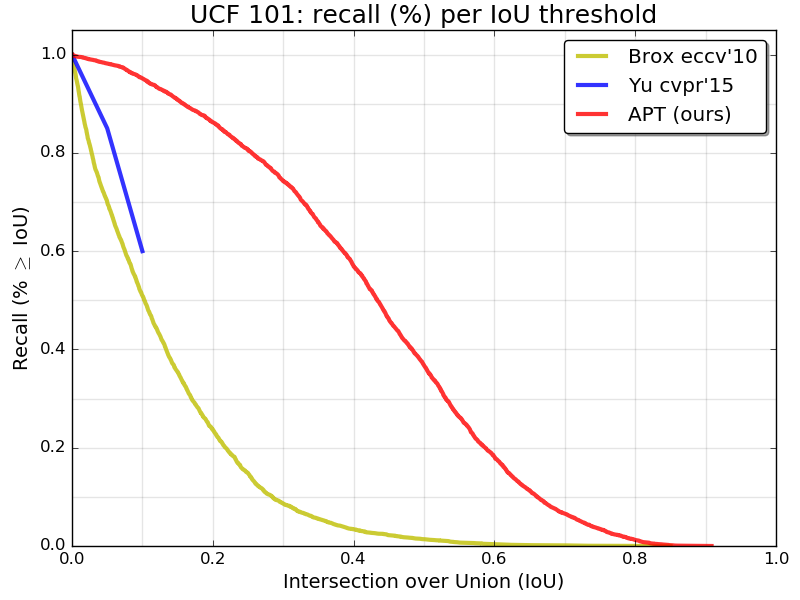 UCF 101: recall (%) per IoU threshold
Brox eccv'10
Yu cvpr'15
APT (ours)
Recall (% ≥ IoU)
1.0
0.8
0.6
0.4
0.2
0.0
0.0 0.2 0.4 0.6 0.8 1.0
Intersection over Union (IoU)